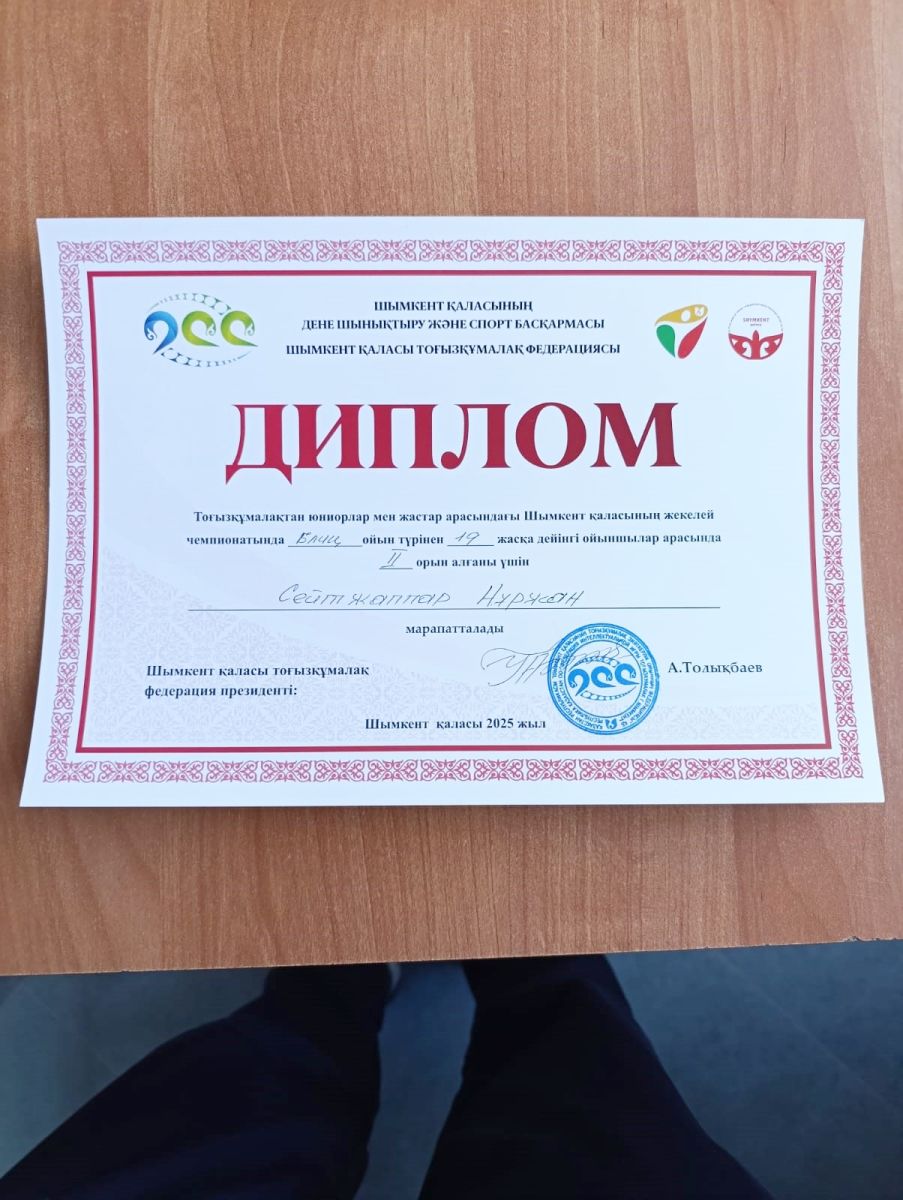 ШЫМКЕНТ ҚАЛАСЫНЫҢ
ДЕНЕ ШЫНЫҚТЫРУ ЖӘНЕ СПОРТ БАСҚАРМАСЫ
ШЫМКЕНТ ҚАЛАСЫ ТОҒЫЗҚҰМАЛАҚ ФЕДЕРАЦИЯСЫ
SHYMKENT
ДИПЛОМ
Тоғызқұмалақтан юниорлар мен жастар арасындағы Шымкент қаласының жекелей
чемпионатында Блиц ойын түрінен 19 жасқа дейінгі ойыншылар арасында
II орын алғаны үшін
Сейтжаппар Нұржан
марапатталады
Шымкент қаласы тоғызқұмалақ
федерация президенті:
А.Толықбаев
Шымкент қаласы 2025 жыл